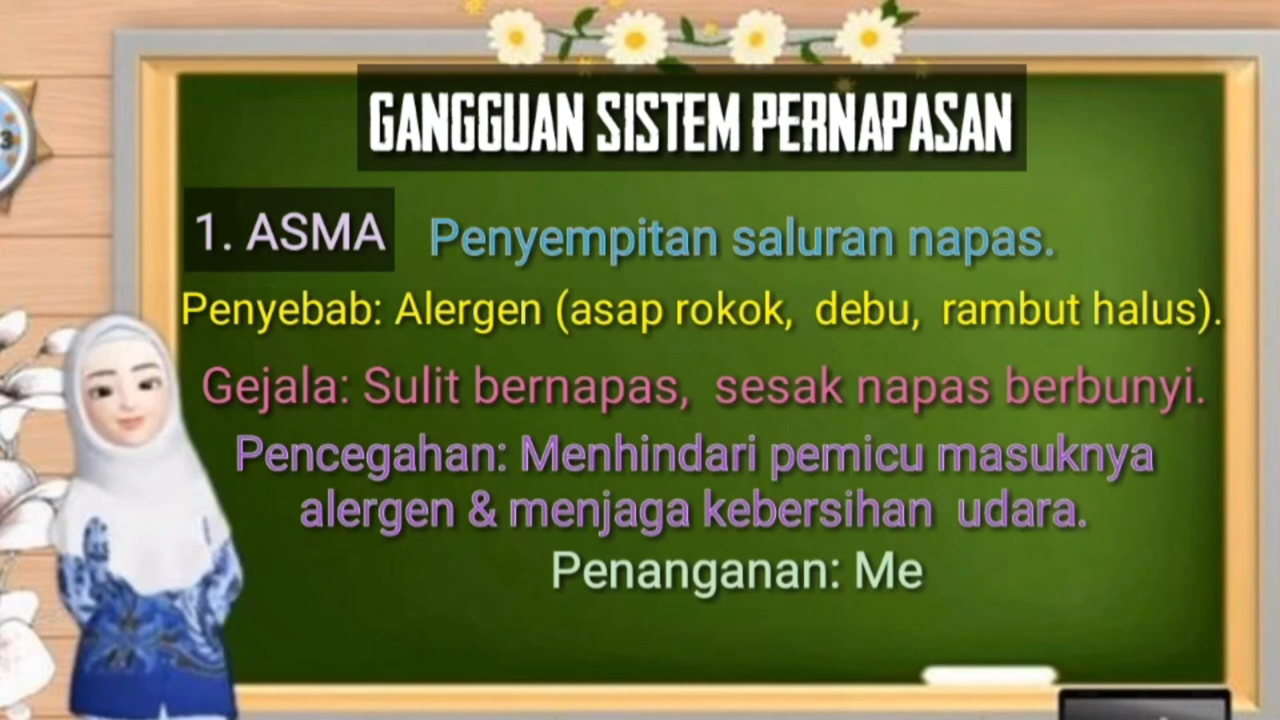 GANGGUAN SISTEM PERNAPASAN
1. ASMA Penyempitan saluran napas.
Penyebab: Alergen (asap rokok, debu, rambut halus).
Gejala: Sulit bernapas, sesak napas berbunyi.
Pencegahan: Menhindari pemicu masuknya
alergen & menjaga kebersihan udara.
Penanganan: Me
3